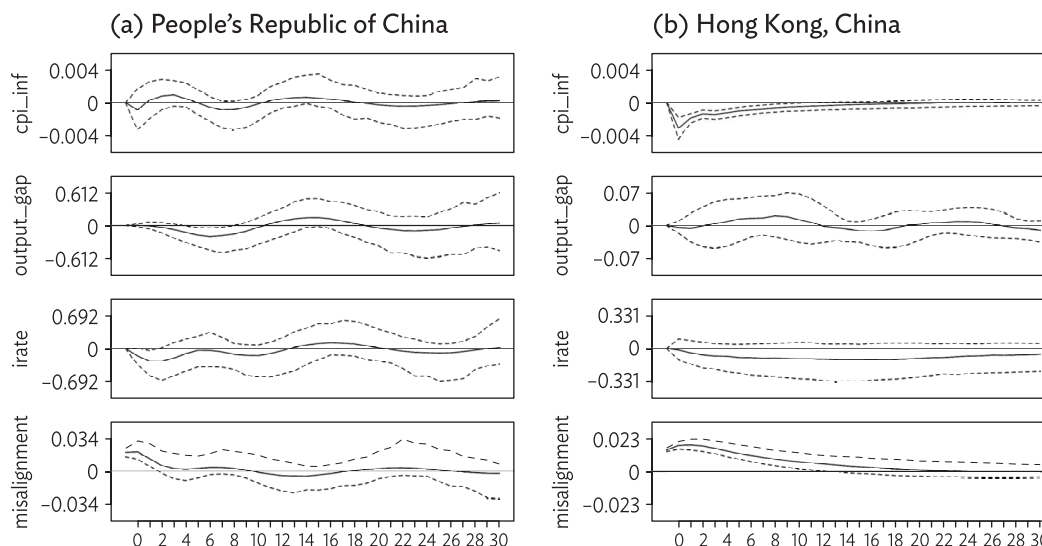 (a) People's Republic of China
(b) Hong Kong, China
cpi_inf
0.004
0
−0.004
cpi_inf
0.004
0
−0.004
output_gap
0.612
0
−0.612
output_gap
0.07
0
−0.07
irate
0.692
0
−0.692
irate
0.331
0
−0.331
misalignment
0.034
0
−0.034
misalignment
0.023
0
−0.023
0 2 4 6 8 10 12 14 16 18 20 22 24 26 28 30
0 2 4 6 8 10 12 14 16 18 20 22 24 26 28 30